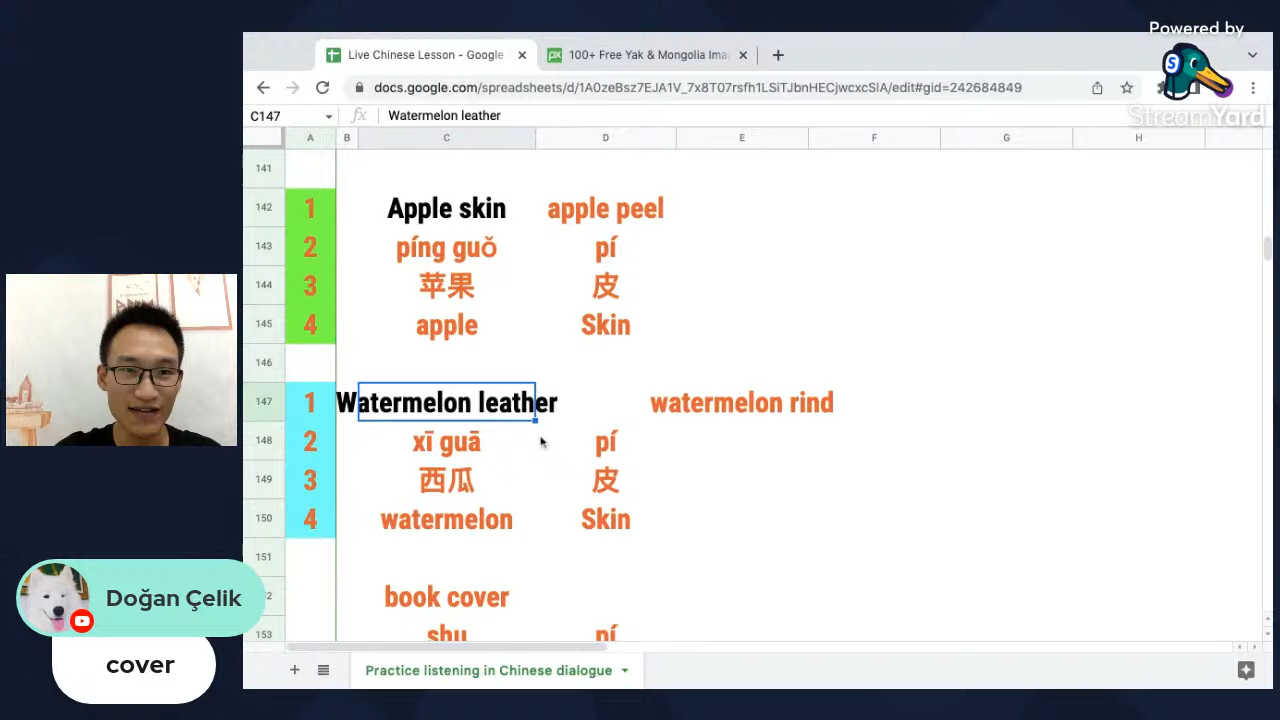 Powered by
StreamYard
Live Chinese Lesson - Google
100+ Free Yak & Mongolia Ima
docs.google.com/spreadsheets/d/1A0zeBsz7EJA1V_7x8T07rsfh1LSiTJbnHECjwcxcSlA/edit#gid=242684849
C147
fx
Watermelon leather
A B C D E F G H
141
142 1 Apple skin apple peel
143 2 píng guǒ pí
144 3 苹果 皮
145 4 apple Skin
146
147 1 Watermelon leather watermelon rind
148 2 xī guā pí
149 3 西瓜 皮
150 4 watermelon Skin
151
book cover
153 shu pí
Practice listening in Chinese dialogue
Doğan Çelik
cover